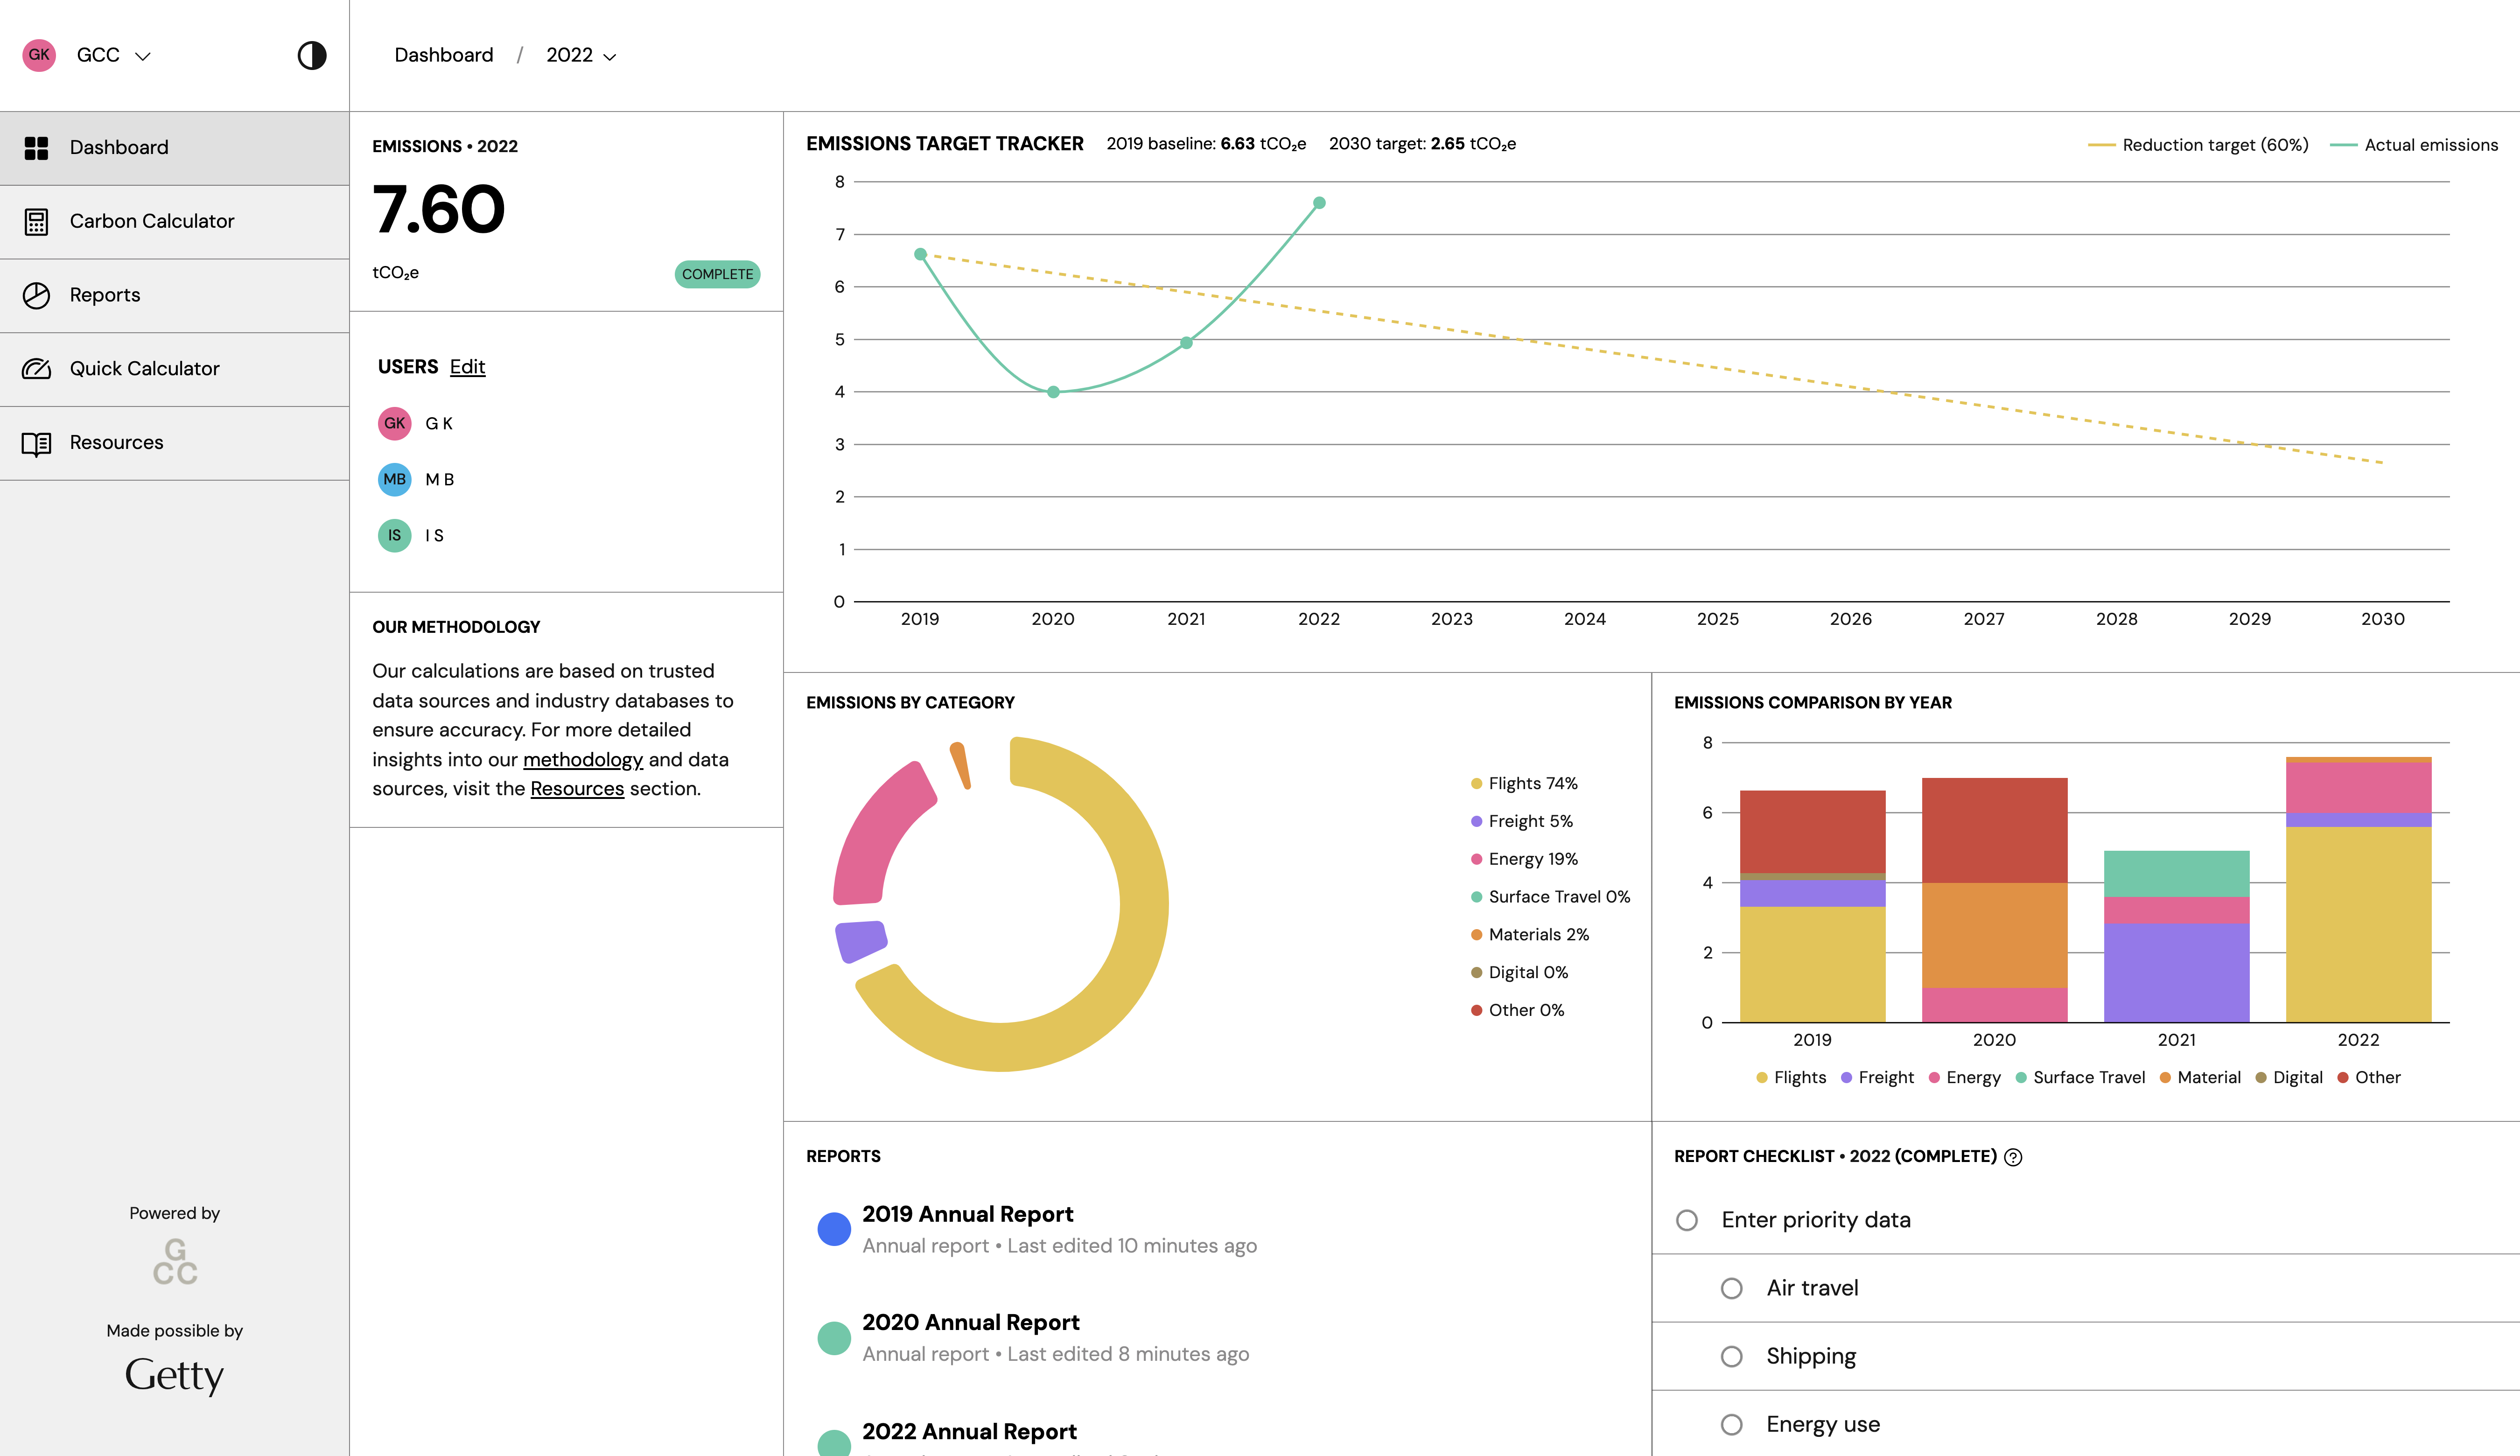 GK GCC
Dashboard / 2022
Dashboard
Carbon Calculator
Reports
Quick Calculator
Resources
Powered by
G
CC
Made possible by
Getty
EMISSIONS • 2022
7.60
tCO₂e
COMPLETE
USERS Edit
GK G K
MB M B
IS I S
OUR METHODOLOGY
Our calculations are based on trusted
data sources and industry databases to
ensure accuracy. For more detailed
insights into our methodology and data
sources, visit the Resources section.
EMISSIONS TARGET TRACKER 2019 baseline: 6.63 tCO₂e 2030 target: 2.65 tCO₂e
Reduction target (60%) Actual emissions
8
7
6
5
4
3
2
1
0
2019 2020 2021 2022 2023 2024 2025 2026 2027 2028 2029 2030
EMISSIONS BY CATEGORY
Flights 74%
Freight 5%
Energy 19%
Surface Travel 0%
Materials 2%
Digital 0%
Other 0%
EMISSIONS COMPARISON BY YEAR
8
6
4
2
0
2019 2020 2021 2022
Flights Freight Energy Surface Travel Material Digital Other
REPORTS
2019 Annual Report
Annual report • Last edited 10 minutes ago
2020 Annual Report
Annual report • Last edited 8 minutes ago
2022 Annual Report
REPORT CHECKLIST • 2022 (COMPLETE) ?
Enter priority data
Air travel
Shipping
Energy use